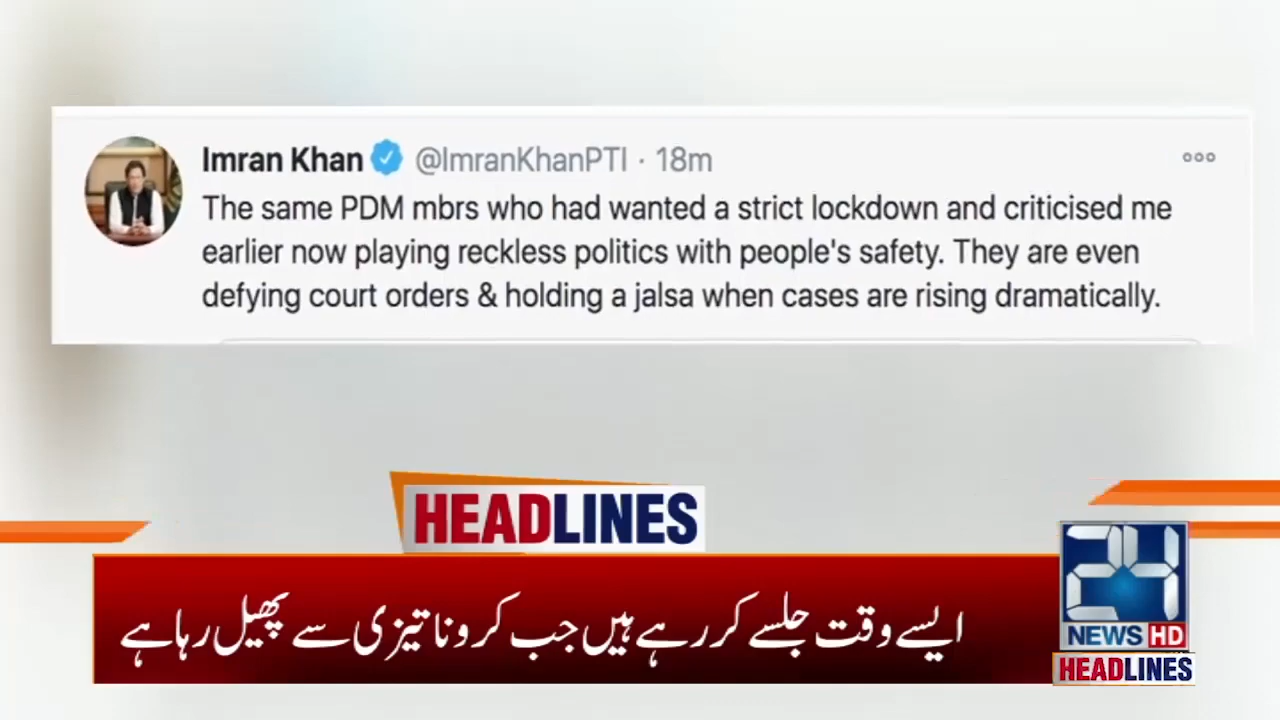 Imran Khan @ImranKhanPTI · 18m
The same PDM mbrs who had wanted a strict lockdown and criticised me
earlier now playing reckless politics with people's safety. They are even
defying court orders & holding a jalsa when cases are rising dramatically.
HEADLINES
ایسے وقت جلسے کر رہے ہیں جب کرونا تیزی سے پھیل رہا ہے
24
NEWS HD
HEADLINES